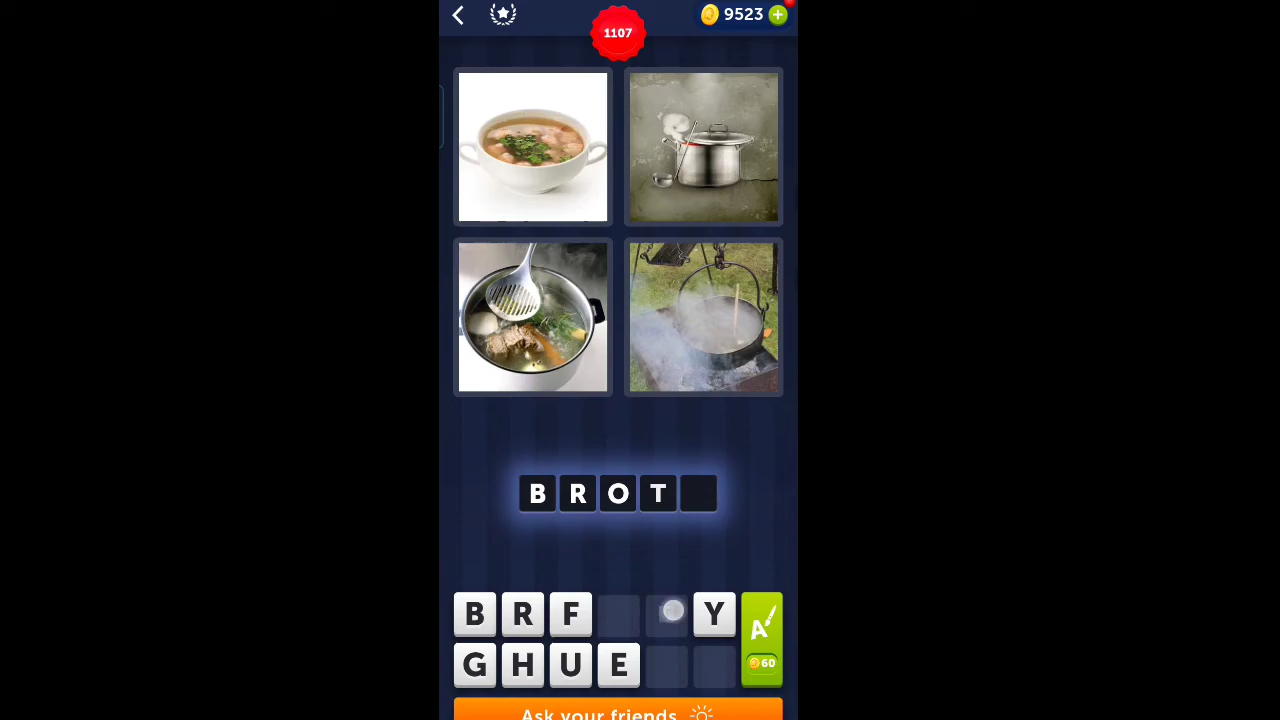 1107
9523 +
B R O T
B R F Y
G H U E
A
60
Ask your friends